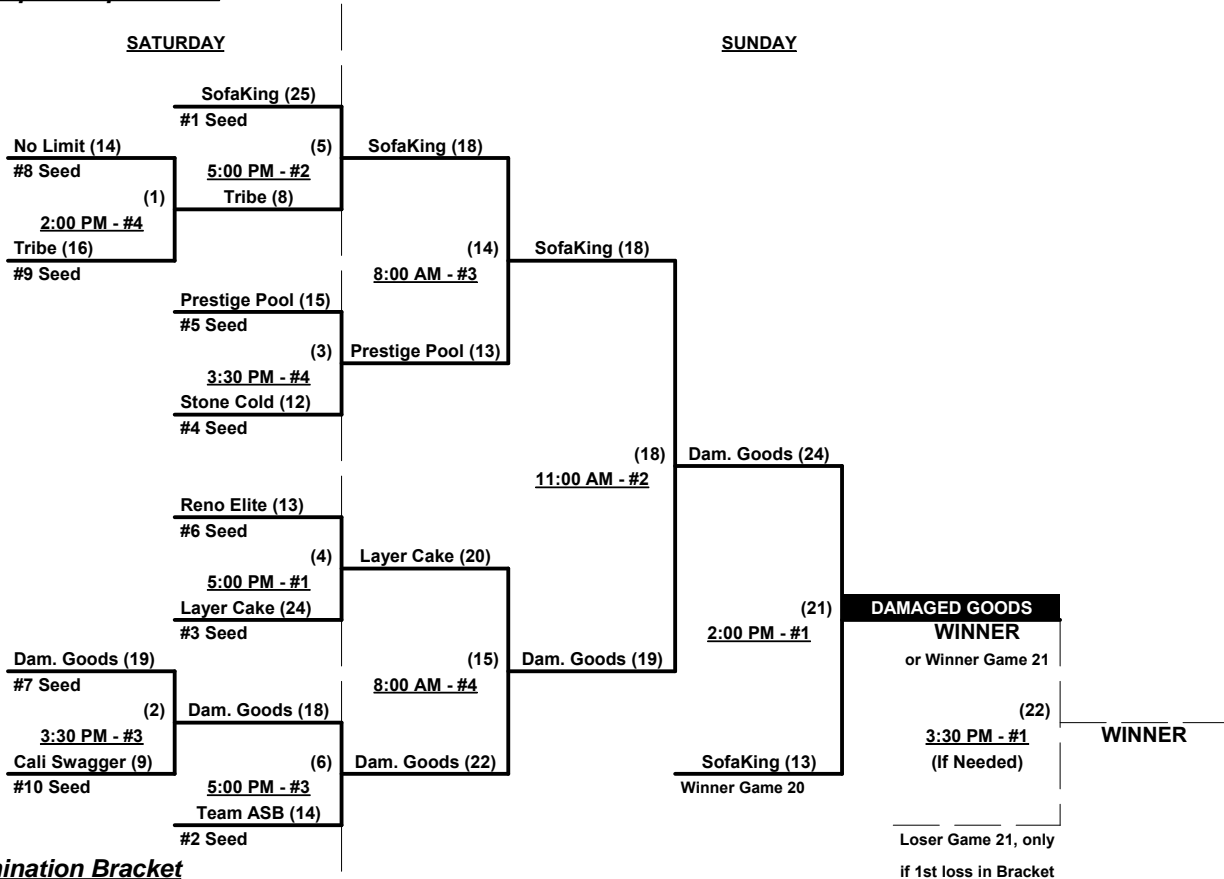 SATURDAY
SUNDAY
SofaKing (25)
#1 Seed
No Limit (14)
(5)
SofaKing (18)
#8 Seed
5:00 PM - #2
(1)
Tribe (8)
2:00 PM - #4
Tribe (16)
(14)
SofaKing (18)
#9 Seed
8:00 AM - #3
Prestige Pool (15)
#5 Seed
(3)
Prestige Pool (13)
3:30 PM - #4
Stone Cold (12)
#4 Seed
(18)
Dam. Goods (24)
11:00 AM - #2
Reno Elite (13)
#6 Seed
(4)
Layer Cake (20)
5:00 PM - #1
Layer Cake (24)
(21)
DAMAGED GOODS
#3 Seed
2:00 PM - #1
WINNER
Dam. Goods (19)
(15)
Dam. Goods (19)
or Winner Game 21
#7 Seed
8:00 AM - #4
(2)
Dam. Goods (18)
(22)
3:30 PM - #3
3:30 PM - #1
WINNER
Cali Swagger (9)
(6)
Dam. Goods (22)
SofaKing (13)
(If Needed)
#10 Seed
5:00 PM - #3
Winner Game 20
Team ASB (14)
#2 Seed
Loser Game 21, only
mination Bracket
if 1st loss in Bracket